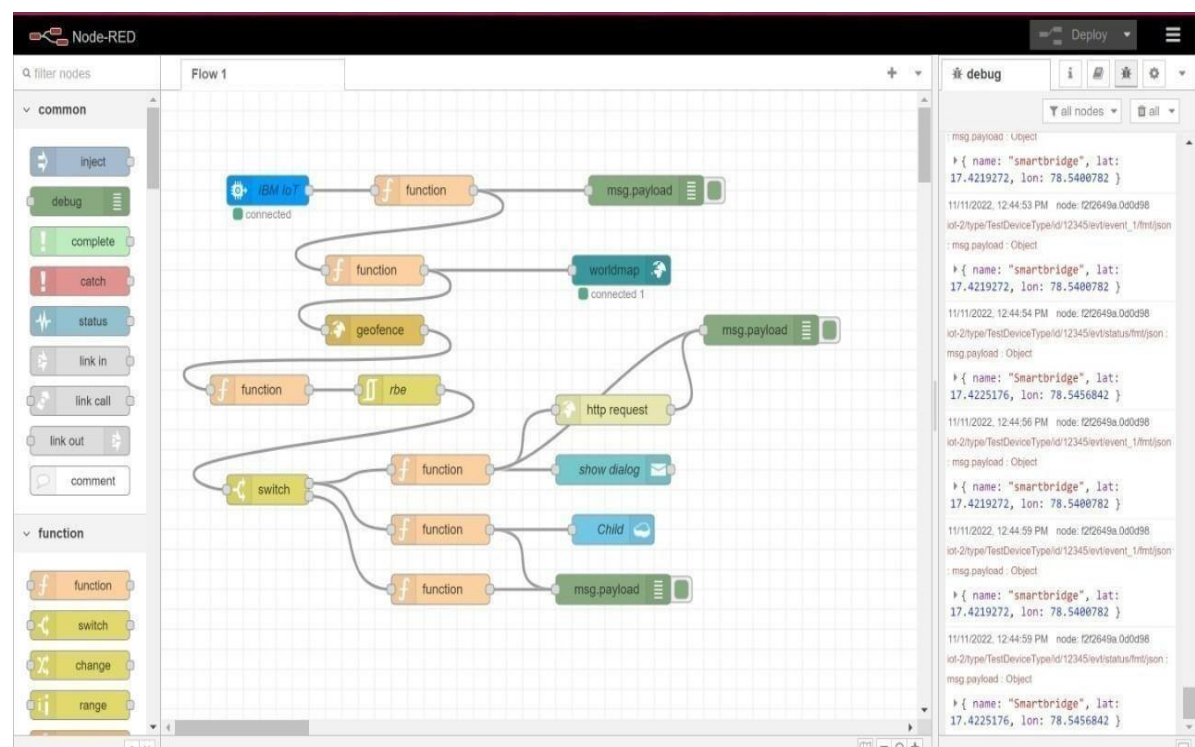 Node-RED
Deploy
filter nodes
Flow 1
debug
i
common
all nodes
all
inject
debug
complete
catch
status
link in
link call
link out
comment
function
function
switch
change
range
IBM IoT
connected
function
msg.payload
function
worldmap
connected 1
geofence
msg.payload
function
rbe
http request
function
show dialog
switch
function
Child
function
msg.payload
: msg.payload : Object
{ name: "smartbridge", lat:
17.4219272, lon: 78.5400782 }
11/11/2022, 12:44:53 PM node: f2f2649a.0d0d98
iot-2/type/TestDeviceType/id/12345/evt/event_1/fmt/json
: msg.payload : Object
{ name: "smartbridge", lat:
17.4219272, lon: 78.5400782 }
11/11/2022, 12:44:54 PM node: f2f2649a.0d0d98
iot-2/type/TestDeviceType/id/12345/evt/status/fmt/json :
msg.payload : Object
{ name: "Smartbridge", lat:
17.4225176, lon: 78.5456842 }
11/11/2022, 12:44:56 PM node: f2f2649a.0d0d98
iot-2/type/TestDeviceType/id/12345/evt/event_1/fmt/json
: msg.payload : Object
{ name: "smartbridge", lat:
17.4219272, lon: 78.5400782 }
11/11/2022, 12:44:59 PM node: f2f2649a.0d0d98
iot-2/type/TestDeviceType/id/12345/evt/event_1/fmt/json
: msg.payload : Object
{ name: "smartbridge", lat:
17.4219272, lon: 78.5400782 }
11/11/2022, 12:44:59 PM node: f2f2649a.0d0d98
iot-2/type/TestDeviceType/id/12345/evt/status/fmt/json :
msg.payload : Object
{ name: "Smartbridge", lat:
17.4225176, lon: 78.5456842 }